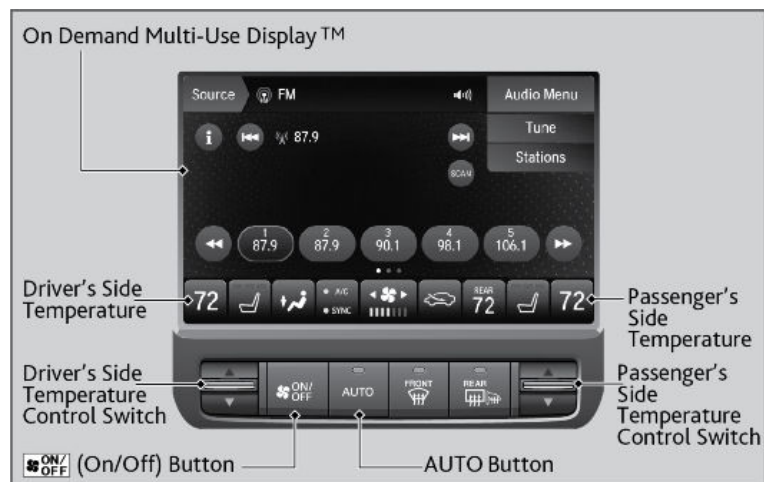 On Demand Multi-Use Display™
Source
FM
Audio Menu
i
87.9
Tune
Stations
SCAN
1
87.9
2
87.9
3
90.1
4
98.1
5
106.1
Driver's Side
Temperature
72
A/C
SYNC
REAR
72
72
Passenger's
Side
Temperature
Driver's Side
Temperature
Control Switch
ON/
OFF
AUTO
FRONT
REAR
Passenger's
Side
Temperature
Control Switch
ON/
OFF
(On/Off) Button
AUTO Button